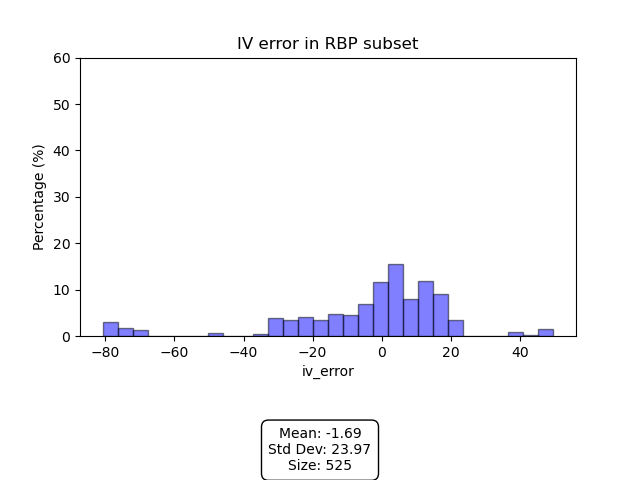 IV error in RBP subset
60
50
40
30
20
10
0
Percentage (%)
−80
−60
−40
−20
0
20
40
iv_error
Mean: -1.69
Std Dev: 23.97
Size: 525